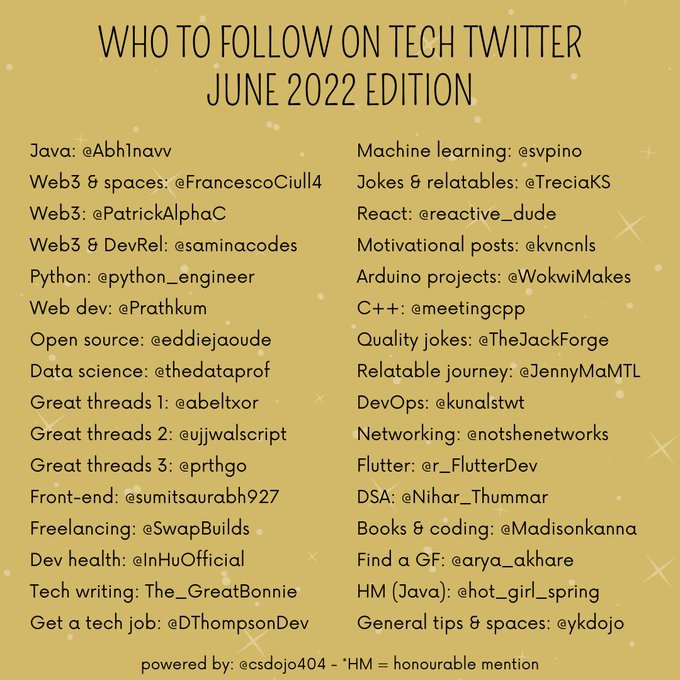 WHO TO FOLLOW ON TECH TWITTER
JUNE 2022 EDITION
Java: @Abh1navv
Web3 & spaces: @FrancescoCiull4
Web3: @PatrickAlphaC
Web3 & DevRel: @saminacodes
Python: @python_engineer
Web dev: @Prathkum
Open source: @eddiejaoude
Data science: @thedataprof
Great threads 1: @abeltxor
Great threads 2: @ujjwalscript
Great threads 3: @prthgo
Front-end: @sumitsaurabh927
Freelancing: @SwapBuilds
Dev health: @InHuOfficial
Tech writing: The_GreatBonnie
Get a tech job: @DThompsonDev
Machine learning: @svpino
Jokes & relatables: @TreciaKS
React: @reactive_dude
Motivational posts: @kvncnls
Arduino projects: @WokwiMakes
C++: @meetingcpp
Quality jokes: @TheJackForge
Relatable journey: @JennyMaMTL
DevOps: @kunalstwt
Networking: @notshenetworks
Flutter: @r_FlutterDev
DSA: @Nihar_Thummar
Books & coding: @Madisonkanna
Find a GF: @arya_akhare
HM (Java): @hot_girl_spring
General tips & spaces: @ykdojo
powered by: @csdojo404 - *HM = honourable mention